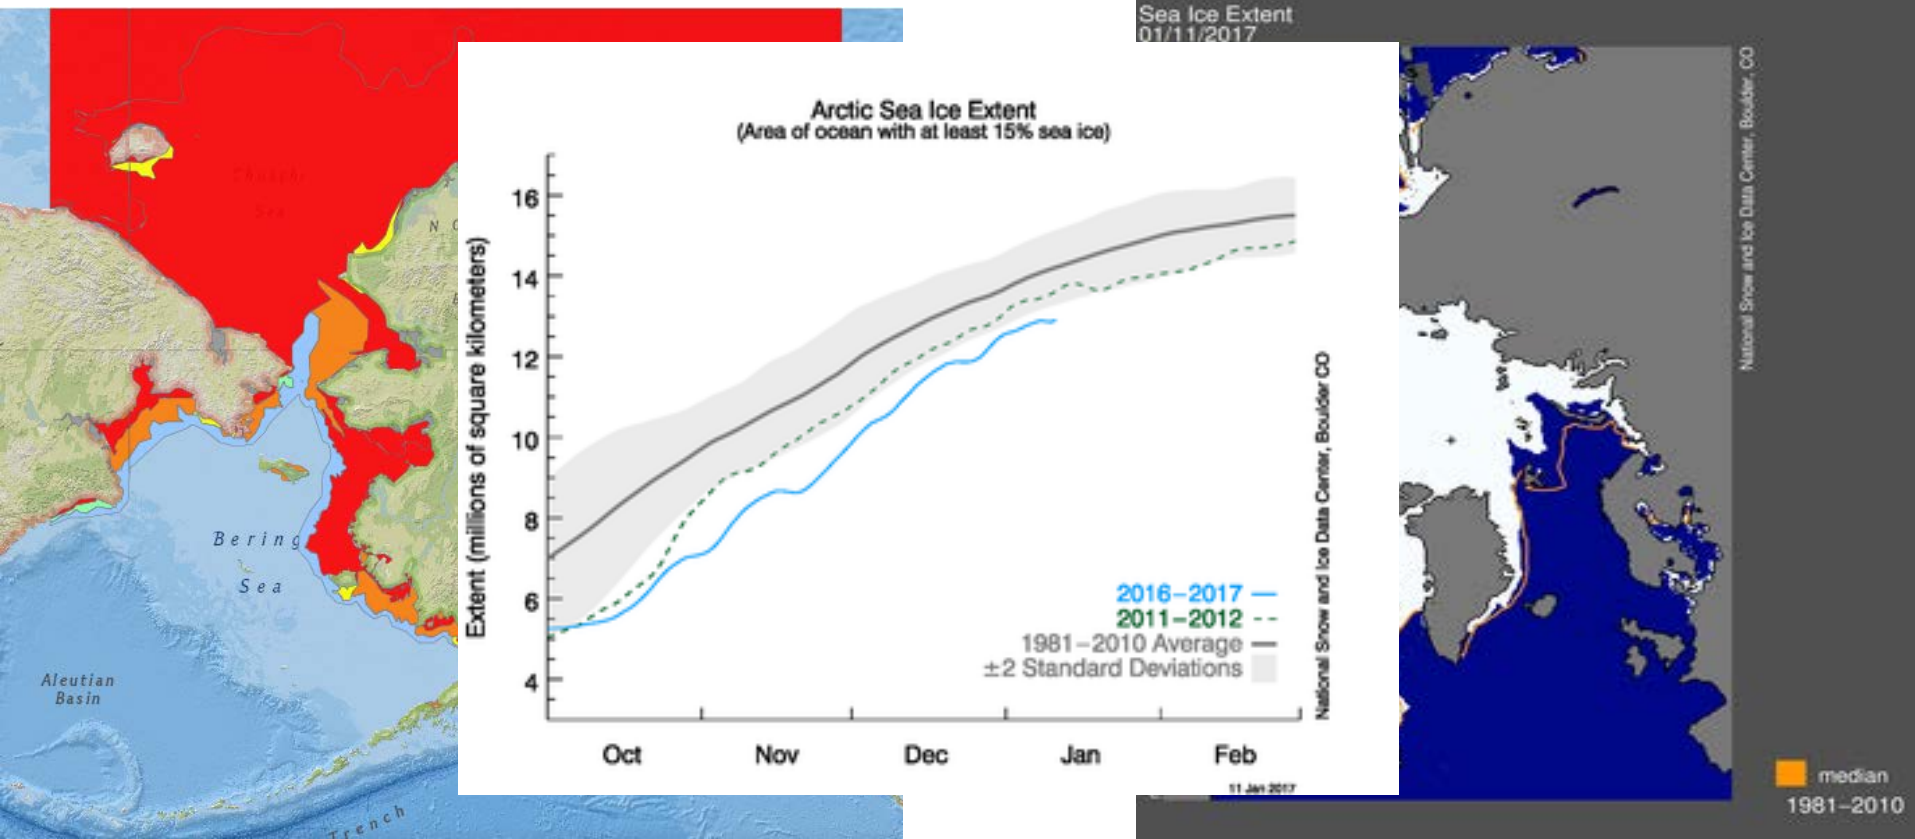 Sea Ice Extent
01/11/2017
Arctic Sea Ice Extent
(Area of ocean with at least 15% sea ice)
Extent (millions of square kilometers)
16
14
12
10
8
6
4
Oct
Nov
Dec
Jan
Feb
2016–2017
2011–2012
1981–2010 Average
±2 Standard Deviations
National Snow and Ice Data Center, Boulder CO
11 Jan 2017
Chukchi
Sea
N O
Bering
Sea
Aleutian
Basin
Trench
National Snow and Ice Data Center, Boulder, CO
median
1981–2010